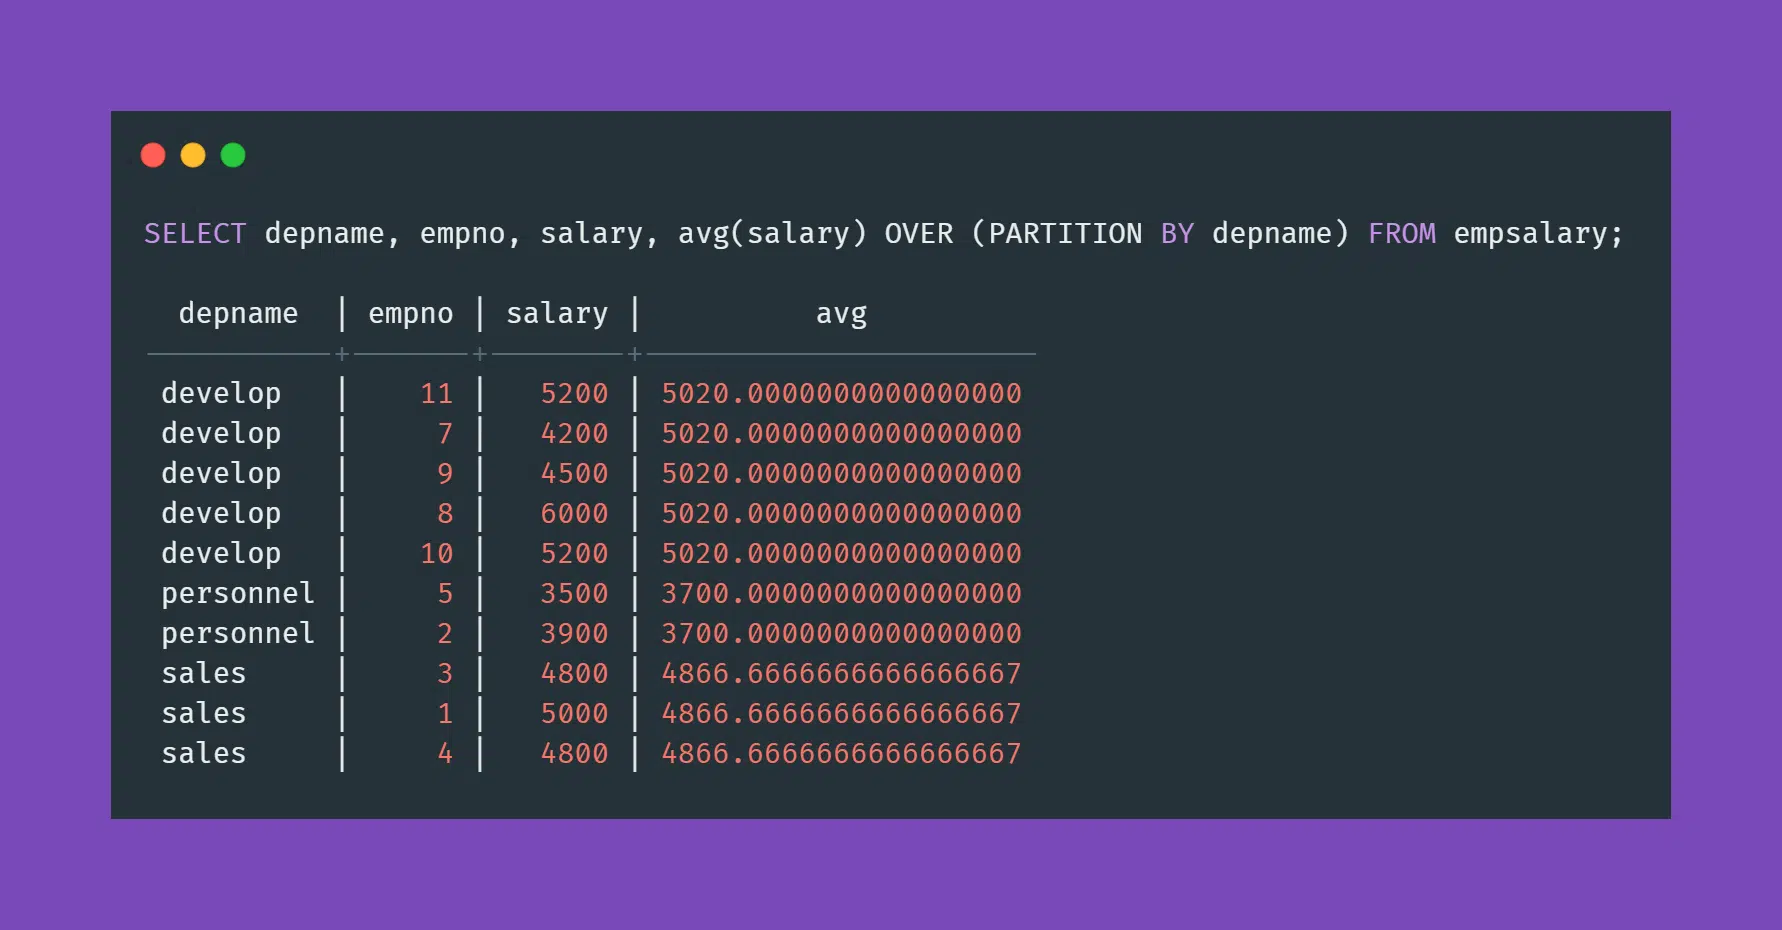 SELECT depname, empno, salary, avg(salary) OVER (PARTITION BY depname) FROM empsalary;
depname | empno | salary | avg
-----------+-------+--------+-----------------------
develop | 11 | 5200 | 5020.0000000000000000
develop | 7 | 4200 | 5020.0000000000000000
develop | 9 | 4500 | 5020.0000000000000000
develop | 8 | 6000 | 5020.0000000000000000
develop | 10 | 5200 | 5020.0000000000000000
personnel | 5 | 3500 | 3700.0000000000000000
personnel | 2 | 3900 | 3700.0000000000000000
sales | 3 | 4800 | 4866.6666666666666667
sales | 1 | 5000 | 4866.6666666666666667
sales | 4 | 4800 | 4866.6666666666666667